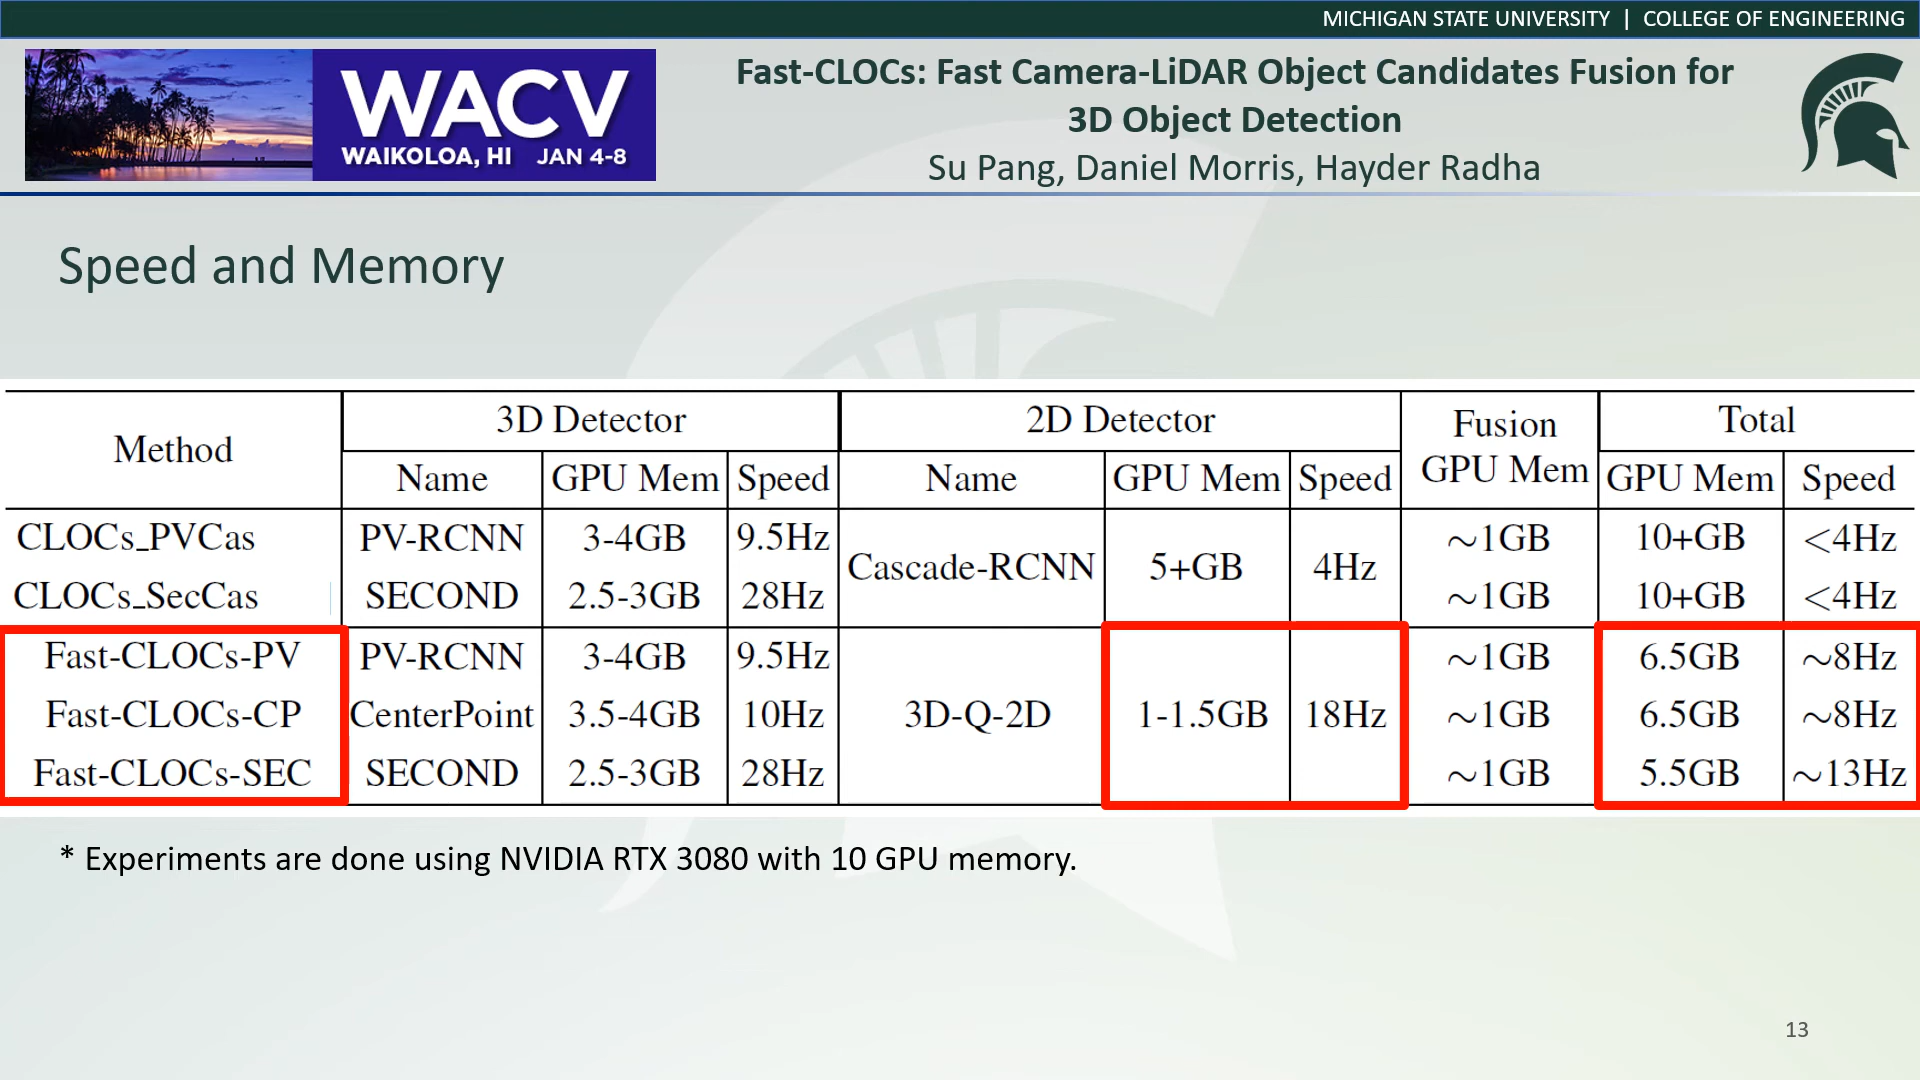 MICHIGAN STATE UNIVERSITY | COLLEGE OF ENGINEERING
WACV
WAIKOLOA, HI JAN 4-8
Fast-CLOCs: Fast Camera-LiDAR Object Candidates Fusion for
3D Object Detection
Su Pang, Daniel Morris, Hayder Radha
Speed and Memory
Method 3D Detector 2D Detector Fusion GPU Mem Total
Name GPU Mem Speed Name GPU Mem Speed GPU Mem Speed
CLOCs_PVCas PV-RCNN 3-4GB 9.5Hz Cascade-RCNN 5+GB 4Hz ~1GB 10+GB <4Hz
CLOCs_SecCas SECOND 2.5-3GB 28Hz ~1GB 10+GB <4Hz
Fast-CLOCs-PV PV-RCNN 3-4GB 9.5Hz ~1GB 6.5GB ~8Hz
Fast-CLOCs-CP CenterPoint 3.5-4GB 10Hz 3D-Q-2D 1-1.5GB 18Hz ~1GB 6.5GB ~8Hz
Fast-CLOCs-SEC SECOND 2.5-3GB 28Hz ~1GB 5.5GB ~13Hz
* Experiments are done using NVIDIA RTX 3080 with 10 GPU memory.
13